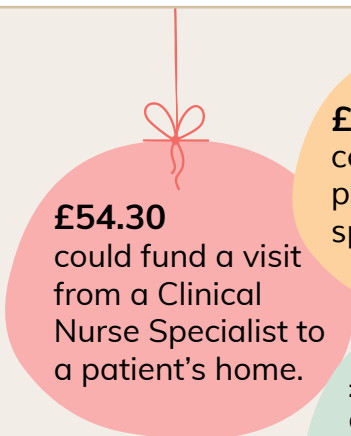 £54.30
could fund a visit
from a Clinical
Nurse Specialist to
a patient’s home.
£